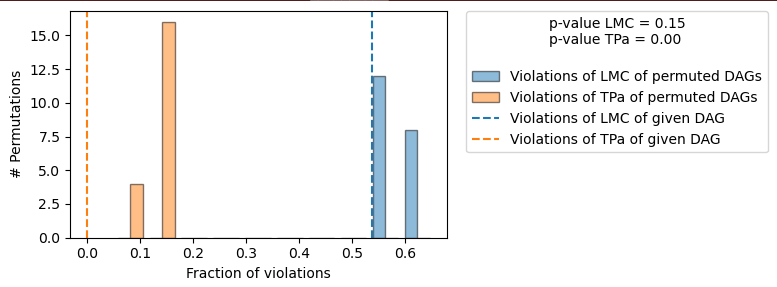 15.0
12.5
10.0
7.5
5.0
2.5
0.0
# Permutations
0.0 0.1 0.2 0.3 0.4 0.5 0.6
Fraction of violations
p-value LMC = 0.15
p-value TPa = 0.00
Violations of LMC of permuted DAGs
Violations of TPa of permuted DAGs
Violations of LMC of given DAG
Violations of TPa of given DAG